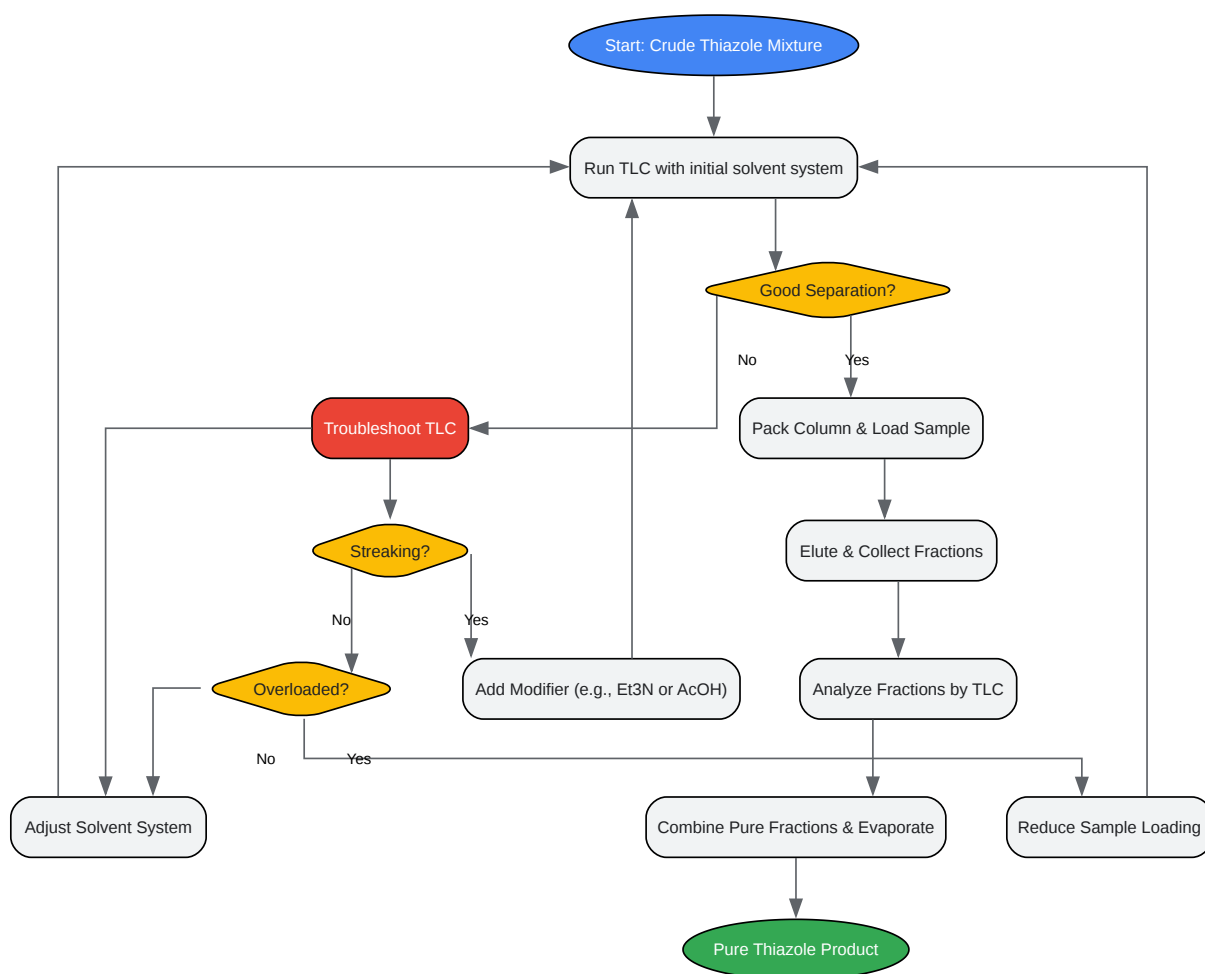 Start: Crude Thiazole Mixture
Run TLC with initial solvent system
Good Separation?
No
Yes
Troubleshoot TLC
Pack Column & Load Sample
Streaking?
Elute & Collect Fractions
No
Yes
Overloaded?
Add Modifier (e.g., Et3N or AcOH)
Analyze Fractions by TLC
No
Yes
Adjust Solvent System
Combine Pure Fractions & Evaporate
Reduce Sample Loading
Pure Thiazole Product